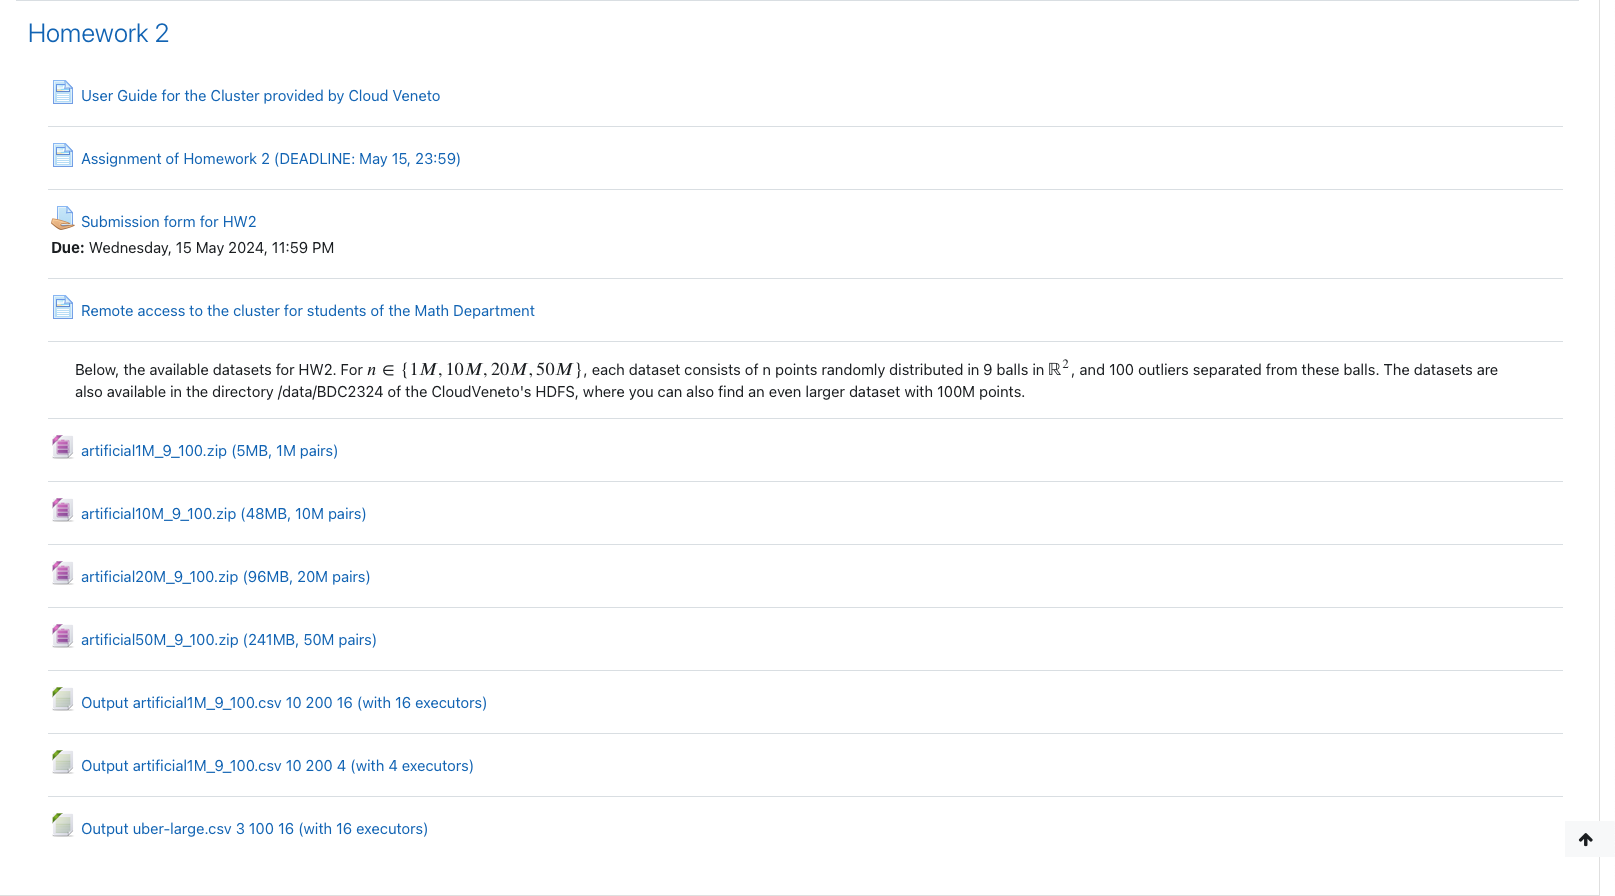 Homework 2
User Guide for the Cluster provided by Cloud Veneto
Assignment of Homework 2 (DEADLINE: May 15, 23:59)
Submission form for HW2
Due: Wednesday, 15 May 2024, 11:59 PM
Remote access to the cluster for students of the Math Department
Below, the available datasets for HW2. For n ∈ {1M, 10M, 20M, 50M}, each dataset consists of n points randomly distributed in 9 balls in ℝ², and 100 outliers separated from these balls. The datasets are
also available in the directory /data/BDC2324 of the CloudVeneto's HDFS, where you can also find an even larger dataset with 100M points.
artificial1M_9_100.zip (5MB, 1M pairs)
artificial10M_9_100.zip (48MB, 10M pairs)
artificial20M_9_100.zip (96MB, 20M pairs)
artificial50M_9_100.zip (241MB, 50M pairs)
Output artificial1M_9_100.csv 10 200 16 (with 16 executors)
Output artificial1M_9_100.csv 10 200 4 (with 4 executors)
Output uber-large.csv 3 100 16 (with 16 executors)